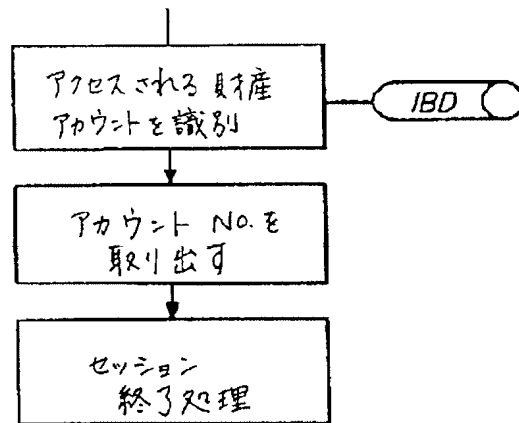 アクセスされる財産
アカウントを識別
IBD
アカウント NO.を
取り出す
セッション
終了処理